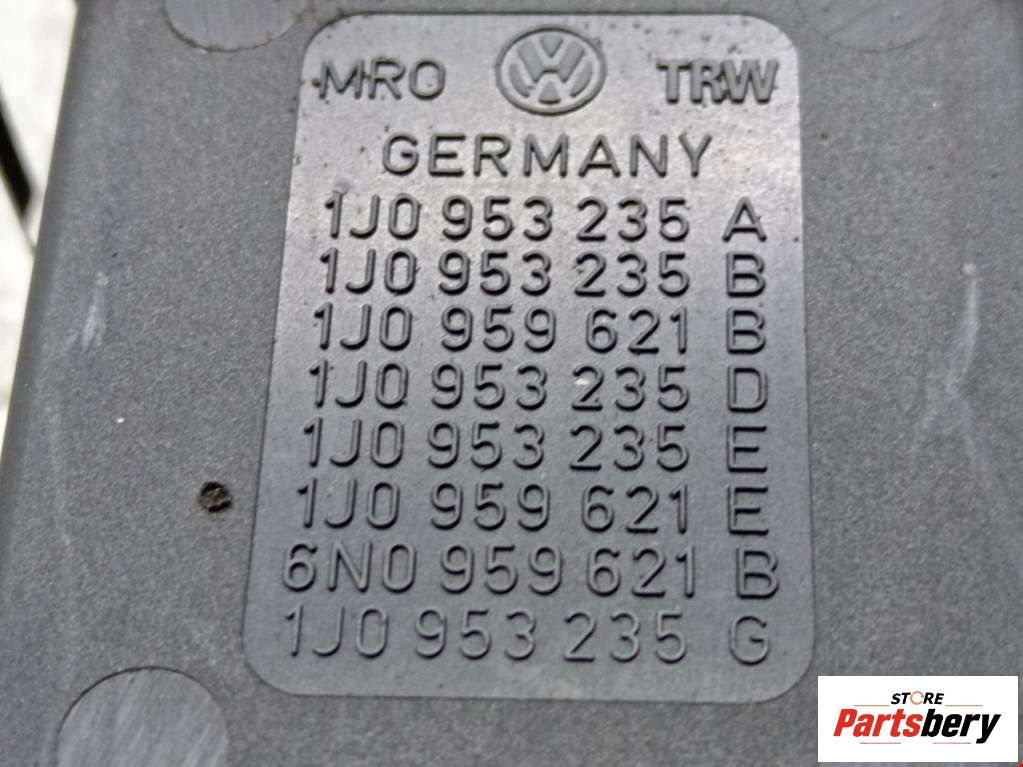 MRO VW TRW
GERMANY
1J0 953 235 A
1J0 953 235 B
1J0 959 621 B
1J0 953 235 D
1J0 953 235 E
1J0 959 621 E
6N0 959 621 B
1J0 953 235 G
STORE
Partsbery